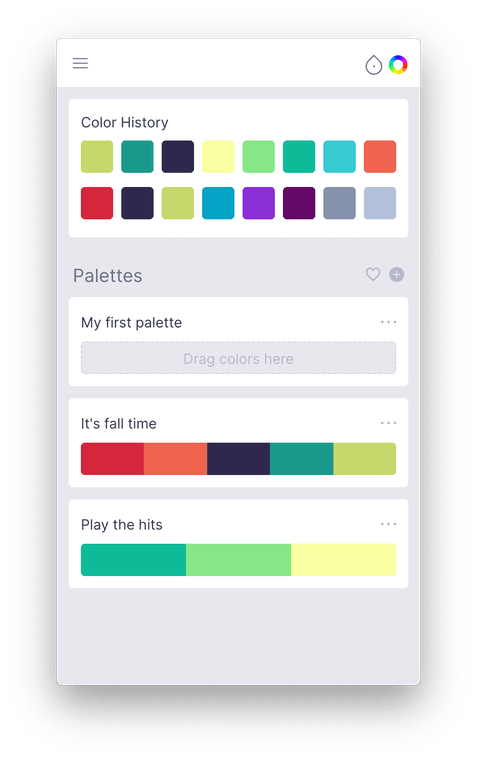 Color History
Palettes
My first palette
Drag colors here
It's fall time
Play the hits